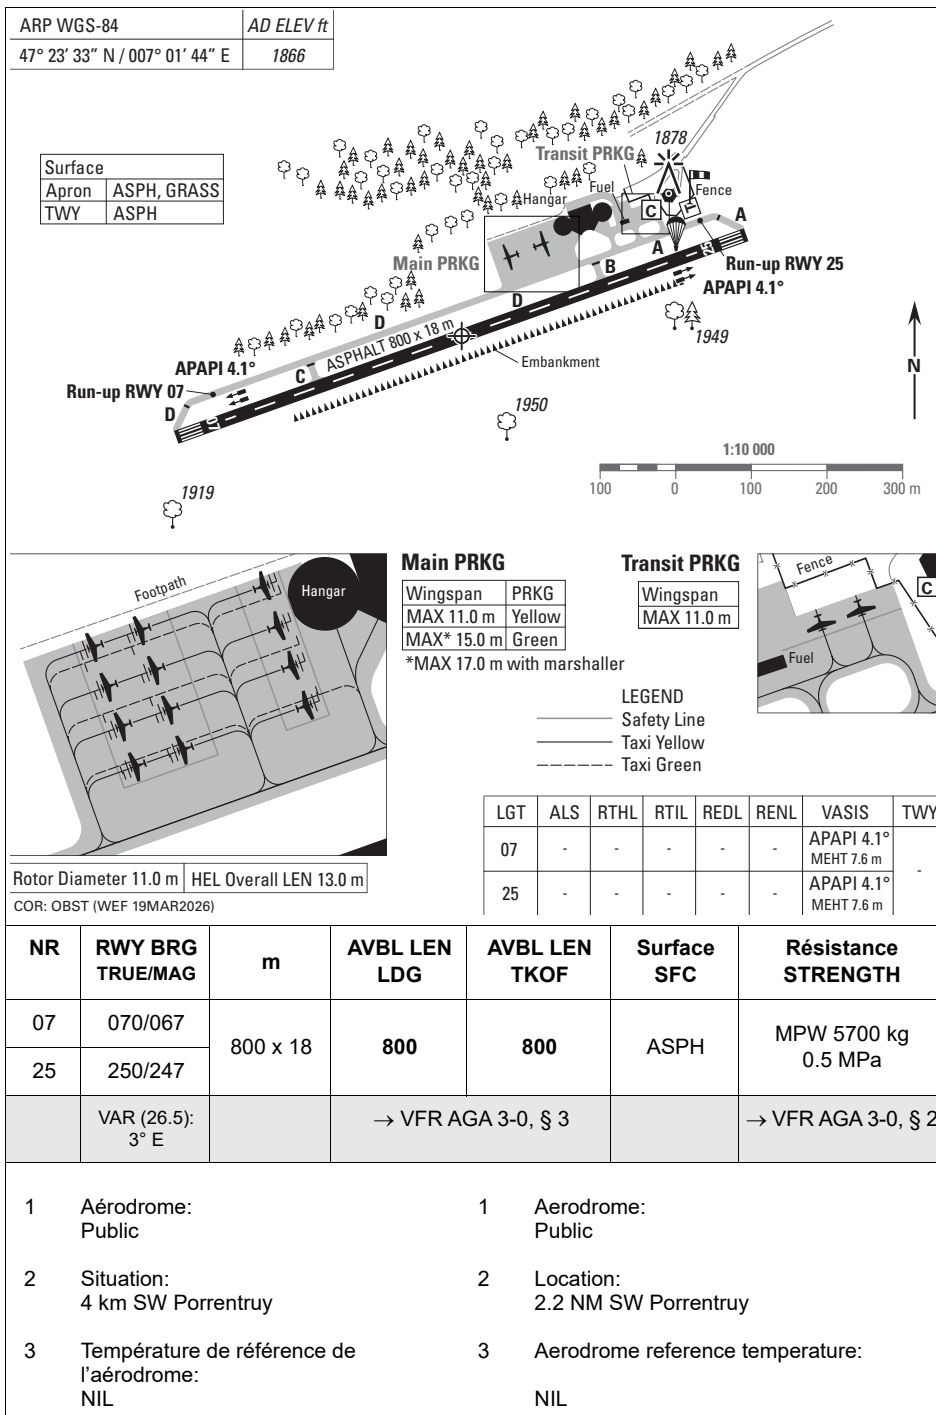 ARP WGS-84 AD ELEV ft
47° 23′ 33″ N / 007° 01′ 44″ E 1866
1878
Transit PRKG
Surface
Apron ASPH, GRASS
TWY ASPH
Hangar
Fuel
Fence
C
T
A
A
25
Main PRKG
B
Run-up RWY 25
APAPI 4.1°
D
D
1949
ASPHALT 800 x 18 m
Embankment
APAPI 4.1°
C
Run-up RWY 07
D
07
N
1950
1:10 000
100 0 100 200 300 m
1919
Footpath
Hangar
Main PRKG
Wingspan PRKG
MAX 11.0 m Yellow
MAX* 15.0 m Green
*MAX 17.0 m with marshaller
Transit PRKG
Wingspan
MAX 11.0 m
Fence
C
Fuel
LEGEND
Safety Line
Taxi Yellow
Taxi Green
LGT ALS RTHL RTIL REDL RENL VASIS TWY
07 - - - - - APAPI 4.1° -
MEHT 7.6 m
25 - - - - - APAPI 4.1°
MEHT 7.6 m
Rotor Diameter 11.0 m HEL Overall LEN 13.0 m
COR: OBST (WEF 19MAR2026)
NR RWY BRG TRUE/MAG m AVBL LEN LDG AVBL LEN TKOF Surface SFC Résistance STRENGTH
07 070/067 800 x 18 800 800 ASPH MPW 5700 kg
0.5 MPa
25 250/247
VAR (26.5): → VFR AGA 3-0, § 3 → VFR AGA 3-0, § 2
3° E
1 Aérodrome:
Public
2 Situation:
4 km SW Porrentruy
3 Température de référence de
l’aérodrome:
NIL
1 Aerodrome:
Public
2 Location:
2.2 NM SW Porrentruy
3 Aerodrome reference temperature:
NIL